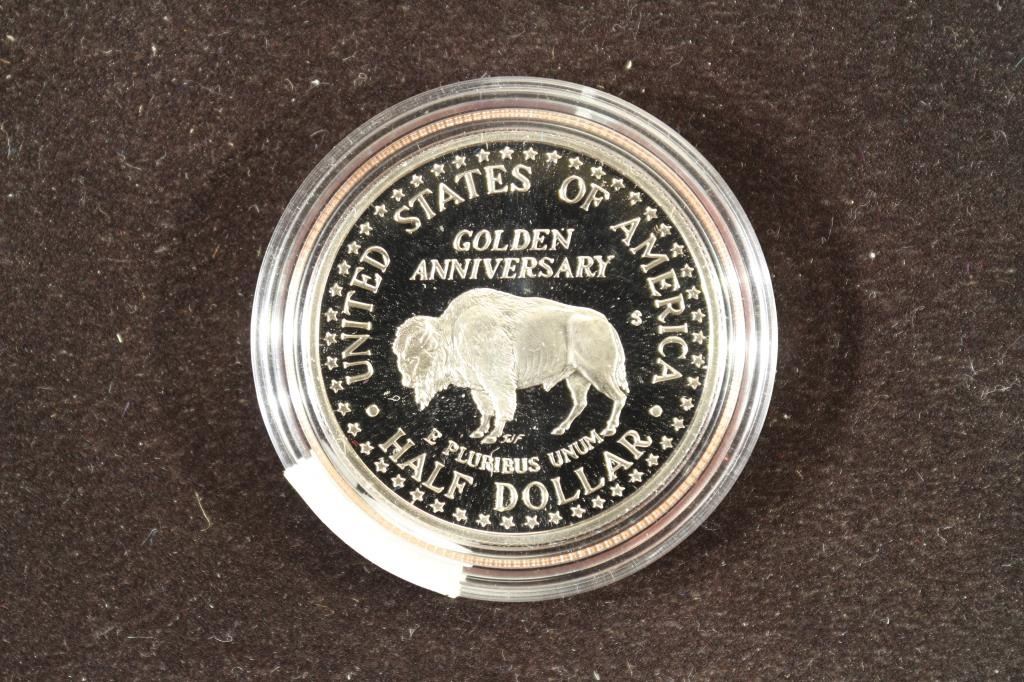 UNITED STATES OF AMERICA
GOLDEN
ANNIVERSARY
S
E PLURIBUS UNUM
HALF DOLLAR